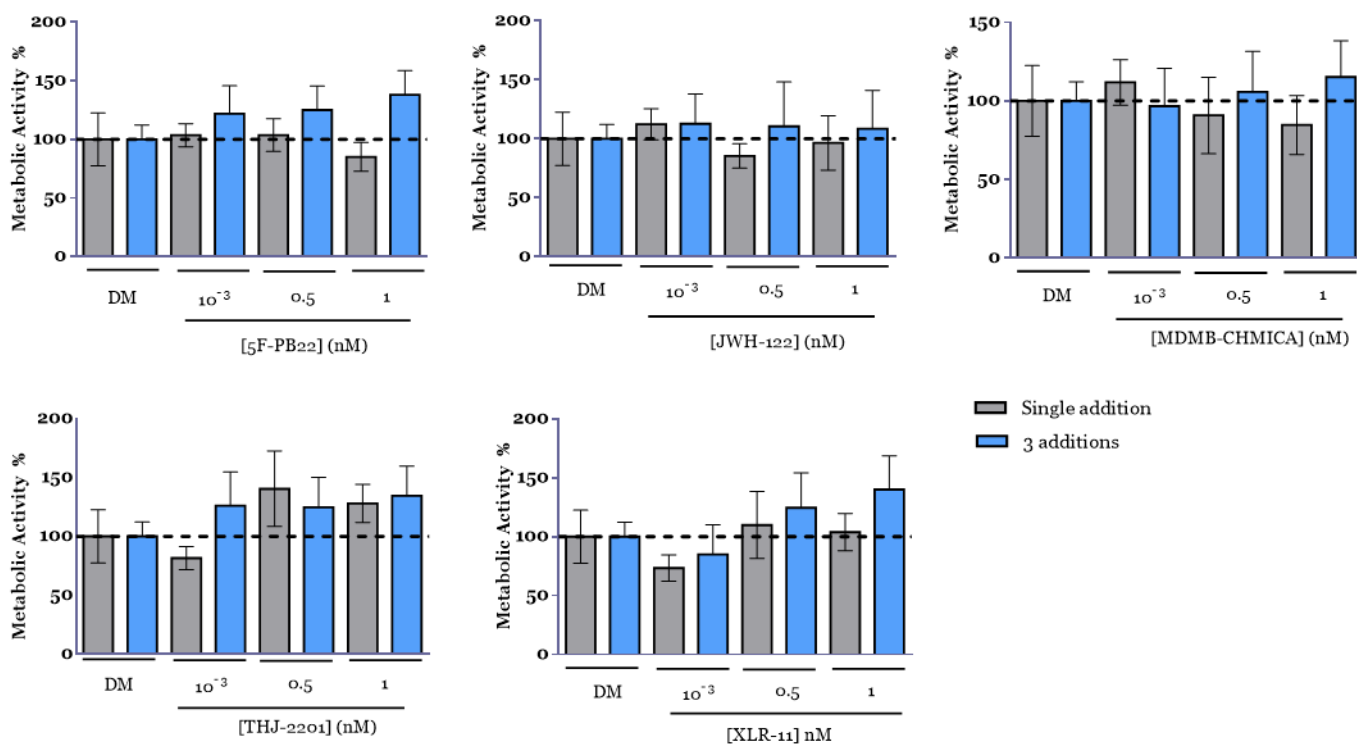 Metabolic Activity %
200
150
100
50
0
DM
10⁻³
0.5
1
[5F-PB22] (nM)
Metabolic Activity %
200
150
100
50
0
DM
10⁻³
0.5
1
[JWH-122] (nM)
Metabolic Activity %
150
100
50
0
DM
10⁻³
0.5
1
[MDMB-CHMICA] (nM)
Single addition
3 additions
Metabolic Activity %
200
150
100
50
0
DM
10⁻³
0.5
1
[THJ-2201] (nM)
Metabolic Activity %
200
150
100
50
0
DM
10⁻³
0.5
1
[XLR-11] nM